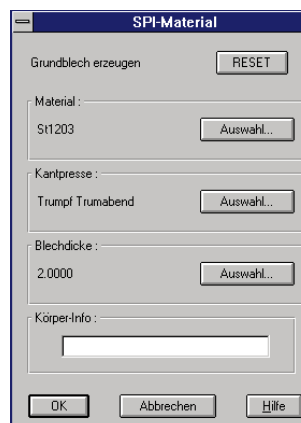 SPI-Material
Grundblech erzeugen RESET
Material :
St1203 Auswahl...
Kantpresse :
Trumpf Trumabend Auswahl...
Blechdicke :
2.0000 Auswahl...
Körper-Info :
OK Abbrechen Hilfe